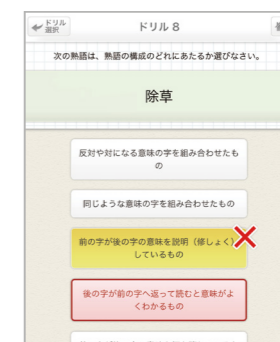 ドリル
選択
ドリル 8
次の熟語は、熟語の構成のどれにあたるか選びなさい。
除草
反対や対になる意味の字を組み合わせたも
の
同じような意味の字を組み合わせたもの
前の字が後の字の意味を説明（修しょく）
しているもの
後の字が前の字へ返って読むと意味がよ
くわかるもの